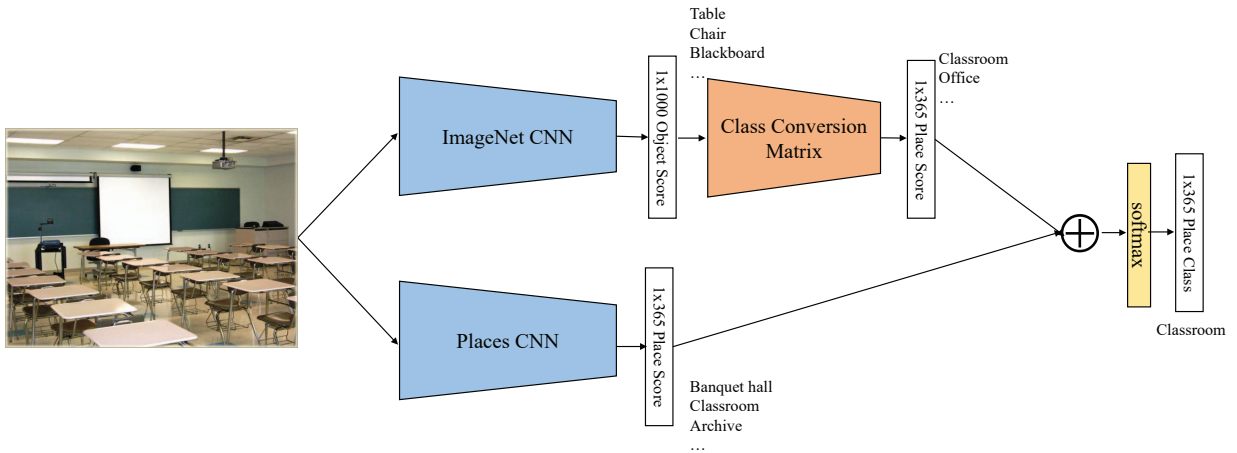 Table
Chair
Blackboard
…
ImageNet CNN
1x1000 Object Score
Class Conversion
Matrix
1x365 Place Score
Classroom
Office
…
Places CNN
1x365 Place Score
Banquet hall
Classroom
Archive
…
softmax
1x365 Place Class
Classroom